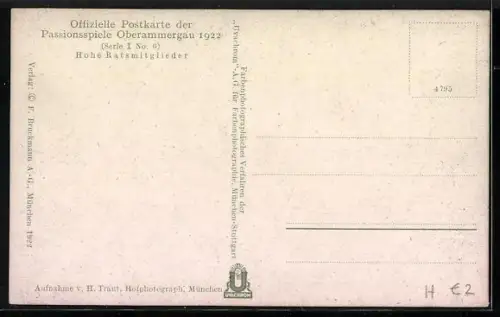 Offizielle Postkarte der
Passionsspiele Oberammergau 1922
(Serie I No. 6)
Hohe Ratsmitglieder
Verlag: © F. Bruckmann A.-G., München 1922
Aufnahme v. H. Traut, Hofphotograph, München
Farbenphotographisches Verfahren der
„Uvachrom“-A.G. für Farbenphotographie, München-Stuttgart
U
UVACHROM
4795
H €2